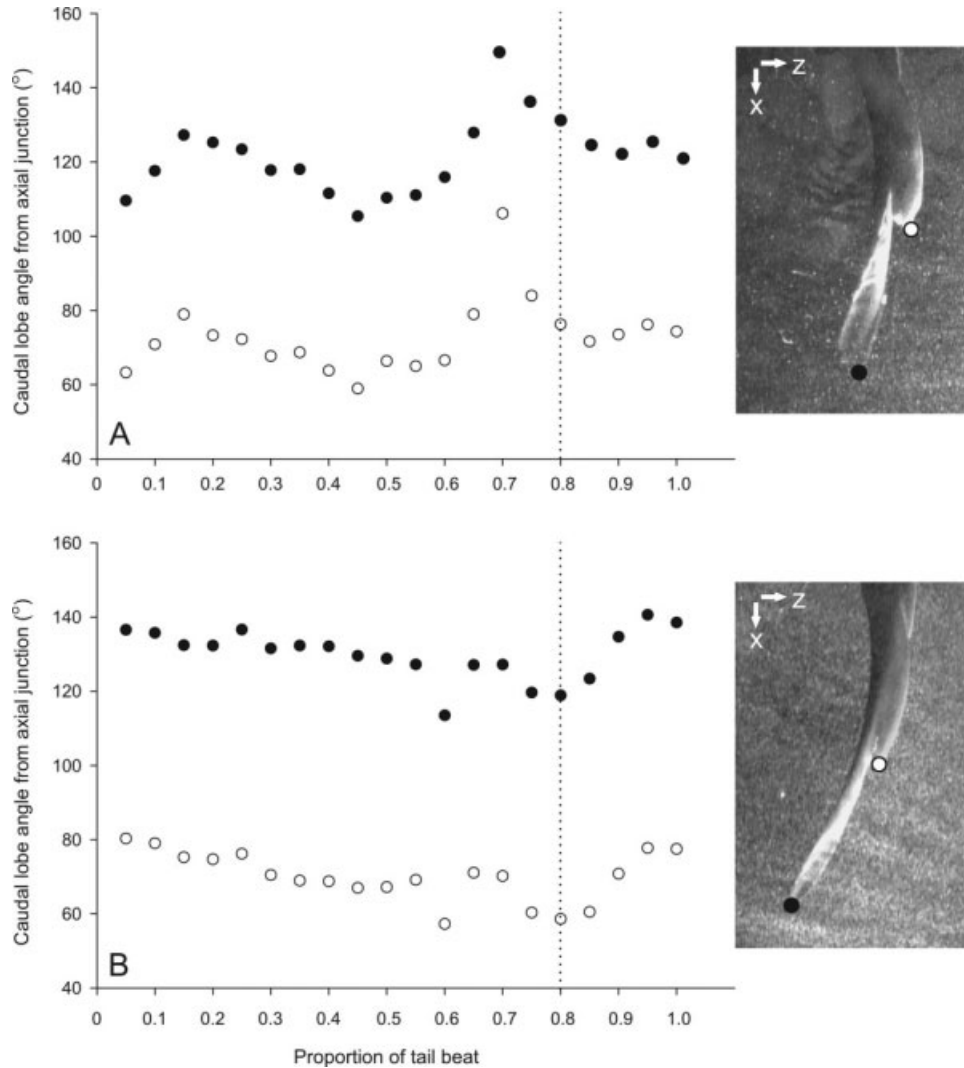 160
140
120
100
80
60
40
Caudal lobe angle from axial junction (°)
A
0 0.1 0.2 0.3 0.4 0.5 0.6 0.7 0.8 0.9 1.0
Z
X
160
140
120
100
80
60
40
Caudal lobe angle from axial junction (°)
B
0 0.1 0.2 0.3 0.4 0.5 0.6 0.7 0.8 0.9 1.0
Proportion of tail beat
Z
X